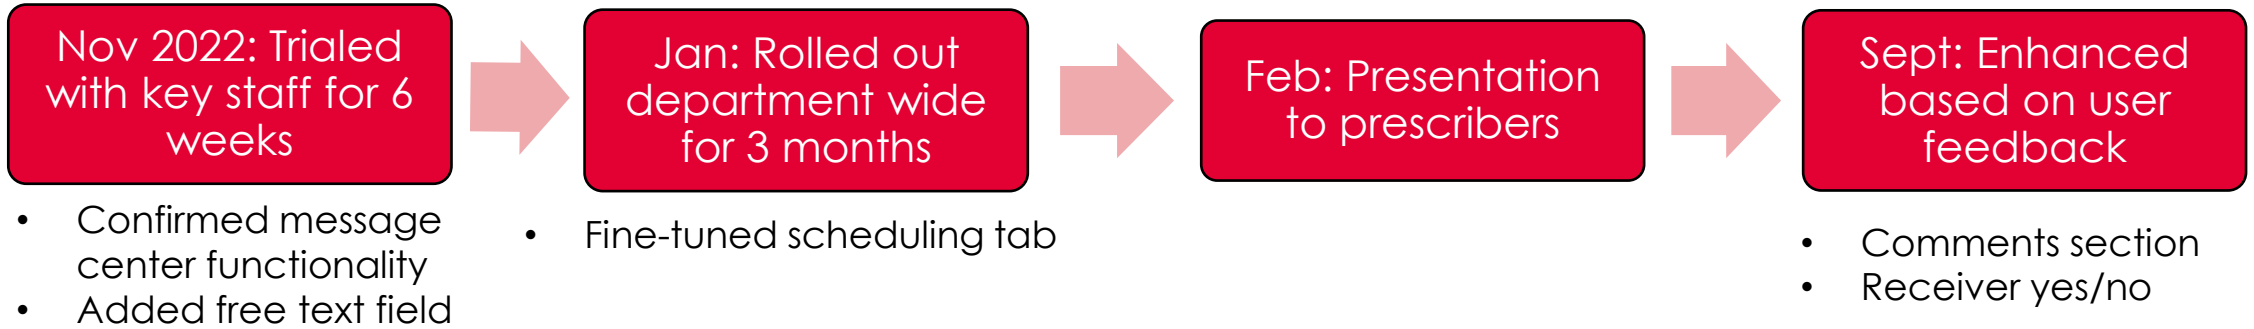 Nov 2022: Trialed
with key staff for 6
weeks
• Confirmed message
center functionality
• Added free text field
Jan: Rolled out
department wide
for 3 months
• Fine-tuned scheduling tab
Feb: Presentation
to prescribers
Sept: Enhanced
based on user
feedback
• Comments section
• Receiver yes/no